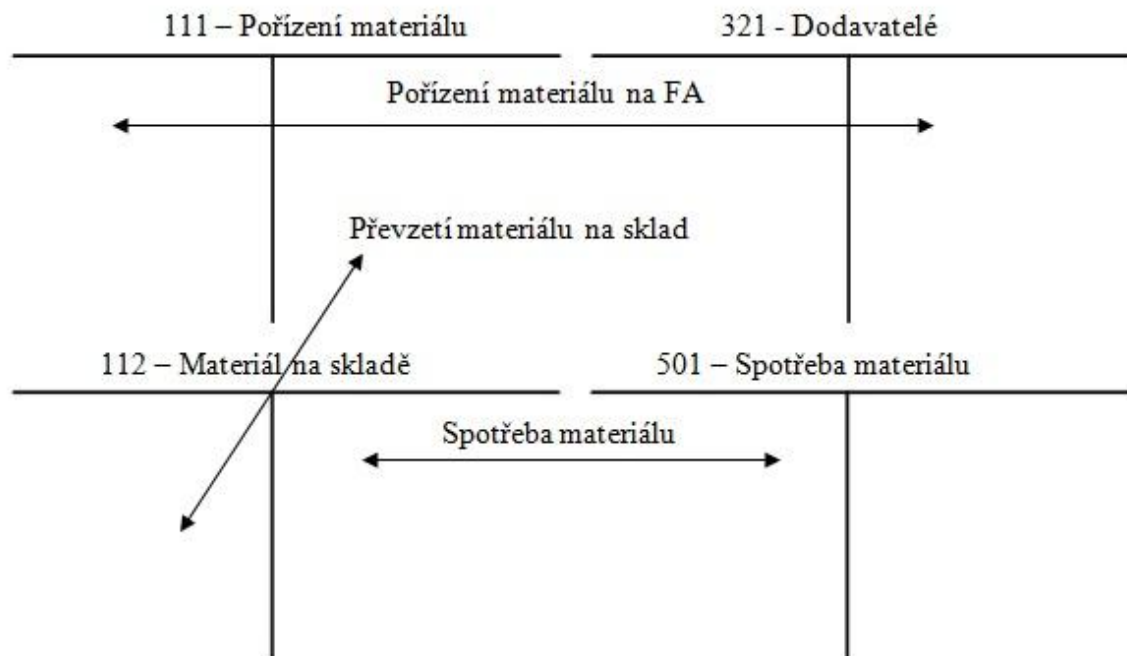 111 – Pořízení materiálu
321 - Dodavatelé
Pořízení materiálu na FA
Převzetí materiálu na sklad
112 – Materiál na skladě
501 – Spotřeba materiálu
Spotřeba materiálu